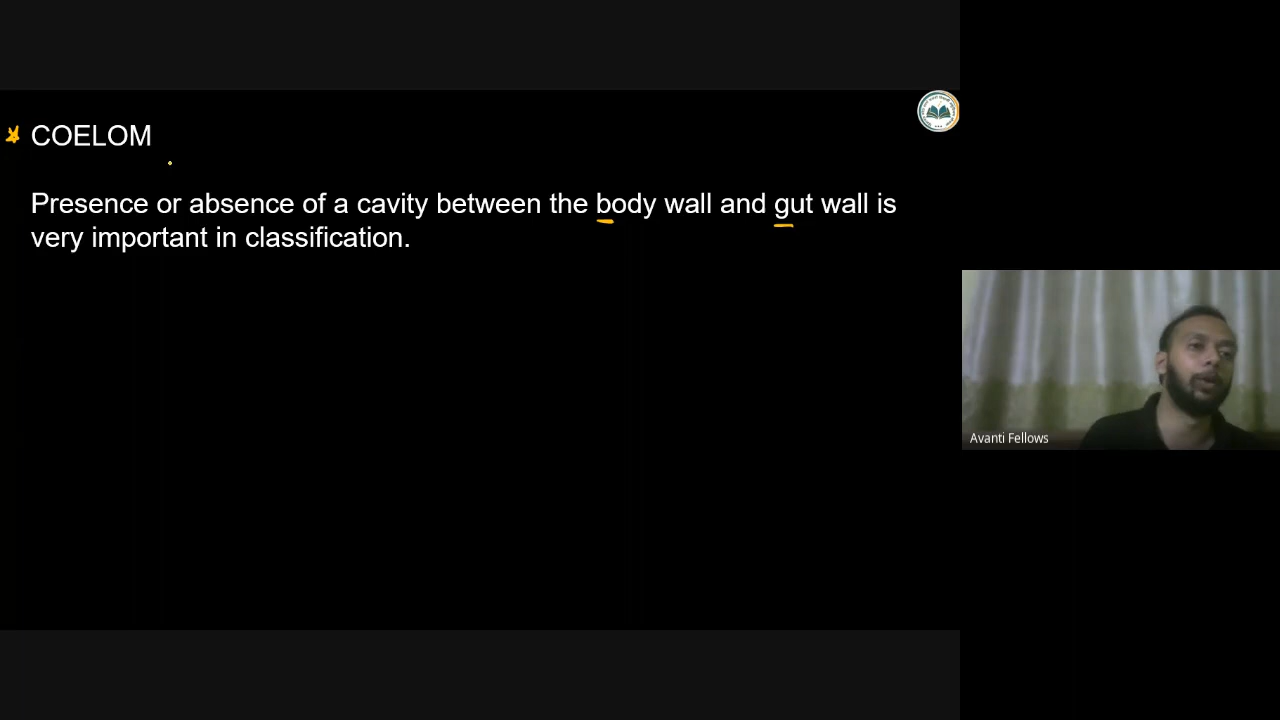 COELOM
Presence or absence of a cavity between the body wall and gut wall is
very important in classification.
Avanti Fellows